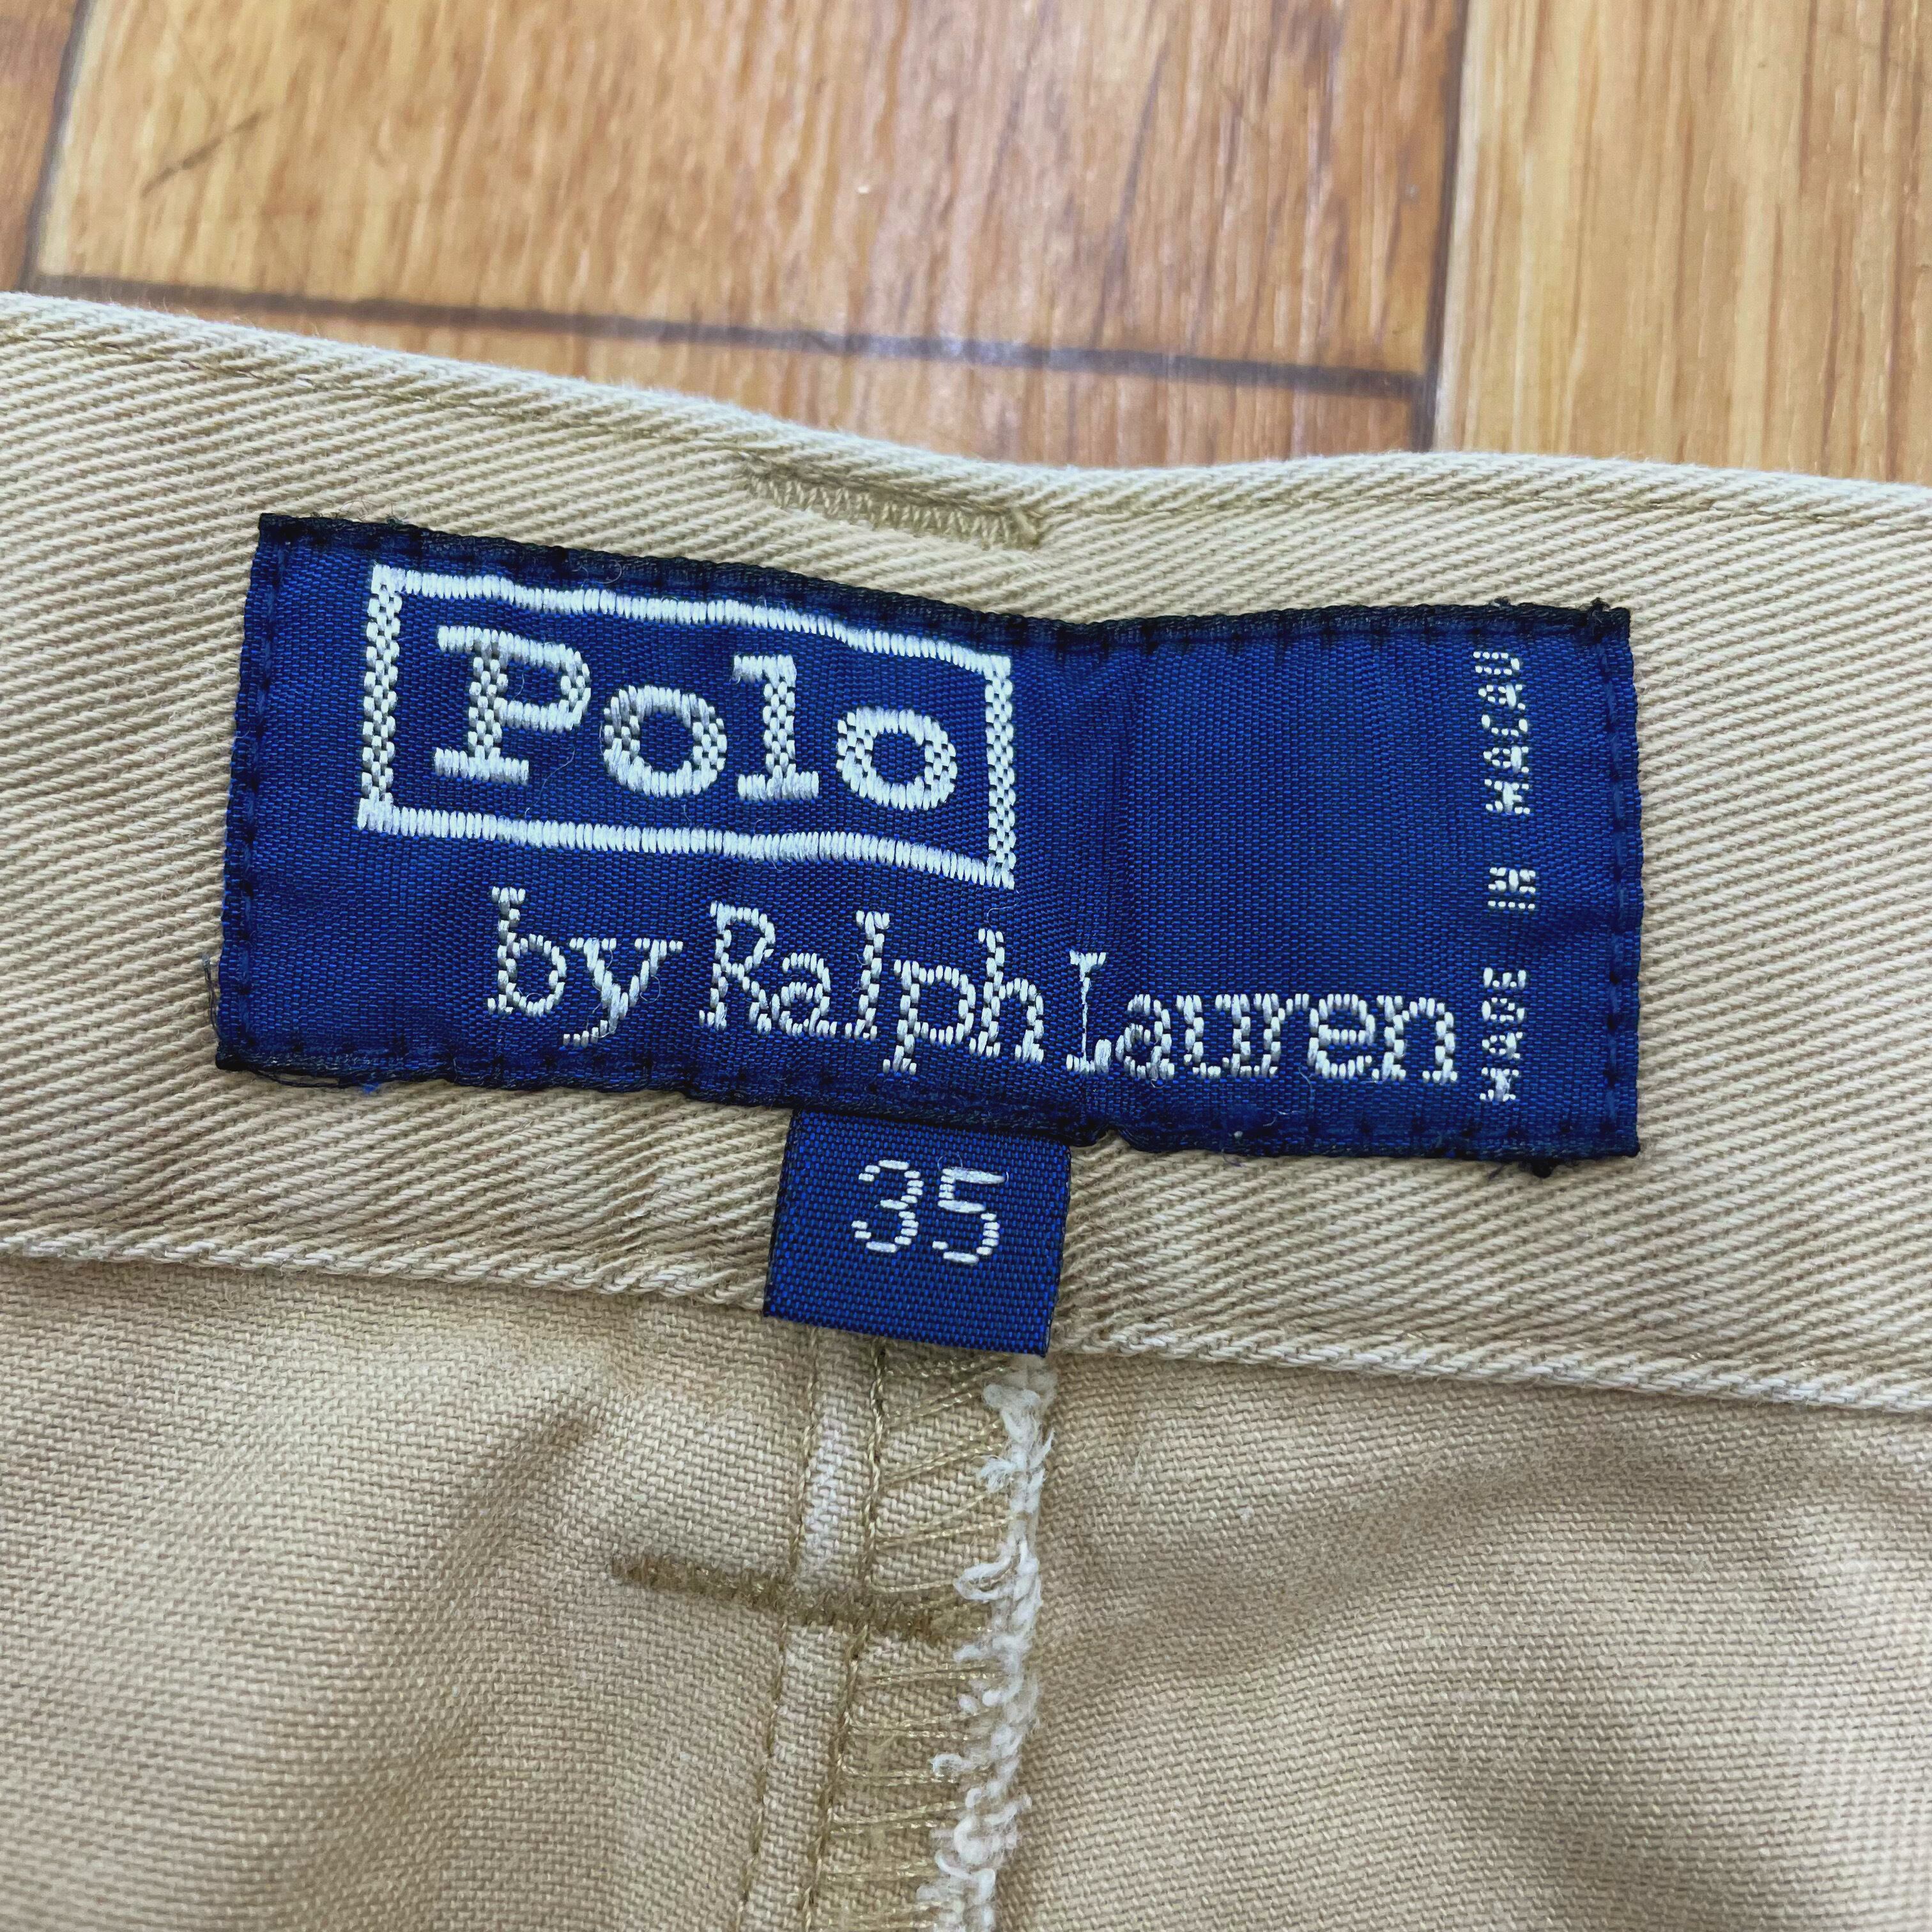 Polo
by Ralph Lauren
MADE IN MACAU
35